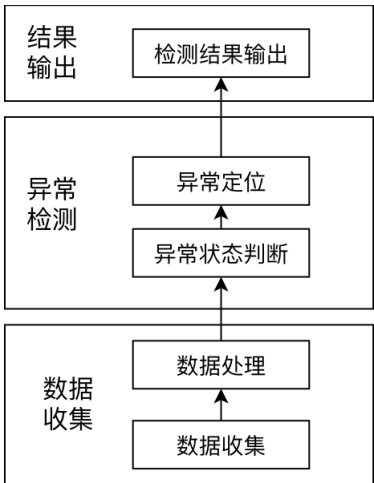 结果
输出
检测结果输出
异常
检测
异常定位
异常状态判断
数据
收集
数据处理
数据收集